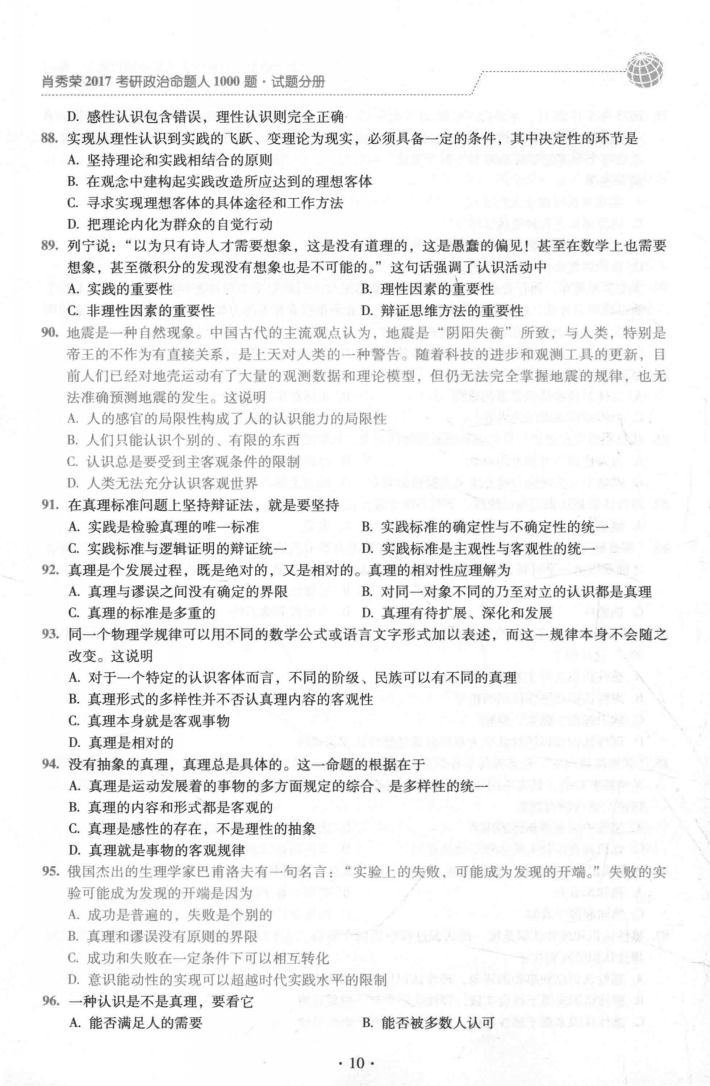 肖秀荣2017考研政治命题人1000题·试题分册
D. 感性认识包含错误，理性认识则完全正确
88. 实现从理性认识到实践的飞跃、变理论为现实，必须具备一定的条件，其中决定性的环节是
A. 坚持理论和实践相结合的原则
B. 在观念中建构起实践改造所应达到的理想客体
C. 寻求实现理想客体的具体途径和工作方法
D. 把理论内化为群众的自觉行动
89. 列宁说：“以为只有诗人才需要想象，这是没有道理的，这是愚蠢的偏见！甚至在数学上也需要
想象，甚至微积分的发现没有想象也是不可能的。”这句话强调了认识活动中
A. 实践的重要性 B. 理性因素的重要性
C. 非理性因素的重要性 D. 辩证思维方法的重要性
90. 地震是一种自然现象。中国古代的主流观点认为，地震是“阴阳失衡”所致，与人类，特别是
帝王的不作为有直接关系，是上天对人类的一种警告。随着科技的进步和观测工具的更新，目
前人们已经对地壳运动有了大量的观测数据和理论模型，但仍无法完全掌握地震的规律，也无
法准确预测地震的发生。这说明
A. 人的感官的局限性构成了人的认识能力的局限性
B. 人们只能认识个别的、有限的东西
C. 认识总是要受到主客观条件的限制
D. 人类无法充分认识客观世界
91. 在真理标准问题上坚持辩证法，就是要坚持
A. 实践是检验真理的唯一标准 B. 实践标准的确定性与不确定性的统一
C. 实践标准与逻辑证明的辩证统一 D. 实践标准是主观性与客观性的统一
92. 真理是个发展过程，既是绝对的，又是相对的。真理的相对性应理解为
A. 真理与谬误之间没有确定的界限 B. 对同一对象不同的乃至对立的认识都是真理
C. 真理的标准是多重的 D. 真理有待扩展、深化和发展
93. 同一个物理学规律可以用不同的数学公式或语言文字形式加以表述，而这一规律本身不会随之
改变。这说明
A. 对于一个特定的认识客体而言，不同的阶级、民族可以有不同的真理
B. 真理形式的多样性并不否认真理内容的客观性
C. 真理本身就是客观事物
D. 真理是相对的
94. 没有抽象的真理，真理总是具体的。这一命题的根据在于
A. 真理是运动发展着的事物的多方面规定的综合、是多样性的统一
B. 真理的内容和形式都是客观的
C. 真理是感性的存在，不是理性的抽象
D. 真理就是事物的客观规律
95. 俄国杰出的生理学家巴甫洛夫有一句名言：“实验上的失败，可能成为发现的开端。”失败的实
验可能成为发现的开端是因为
A. 成功是普遍的，失败是个别的
B. 真理和谬误没有原则的界限
C. 成功和失败在一定条件下可以相互转化
D. 意识能动性的实现可以超越时代实践水平的限制
96. 一种认识是不是真理，要看它
A. 能否满足人的需要 B. 能否被多数人认可
· 10 ·